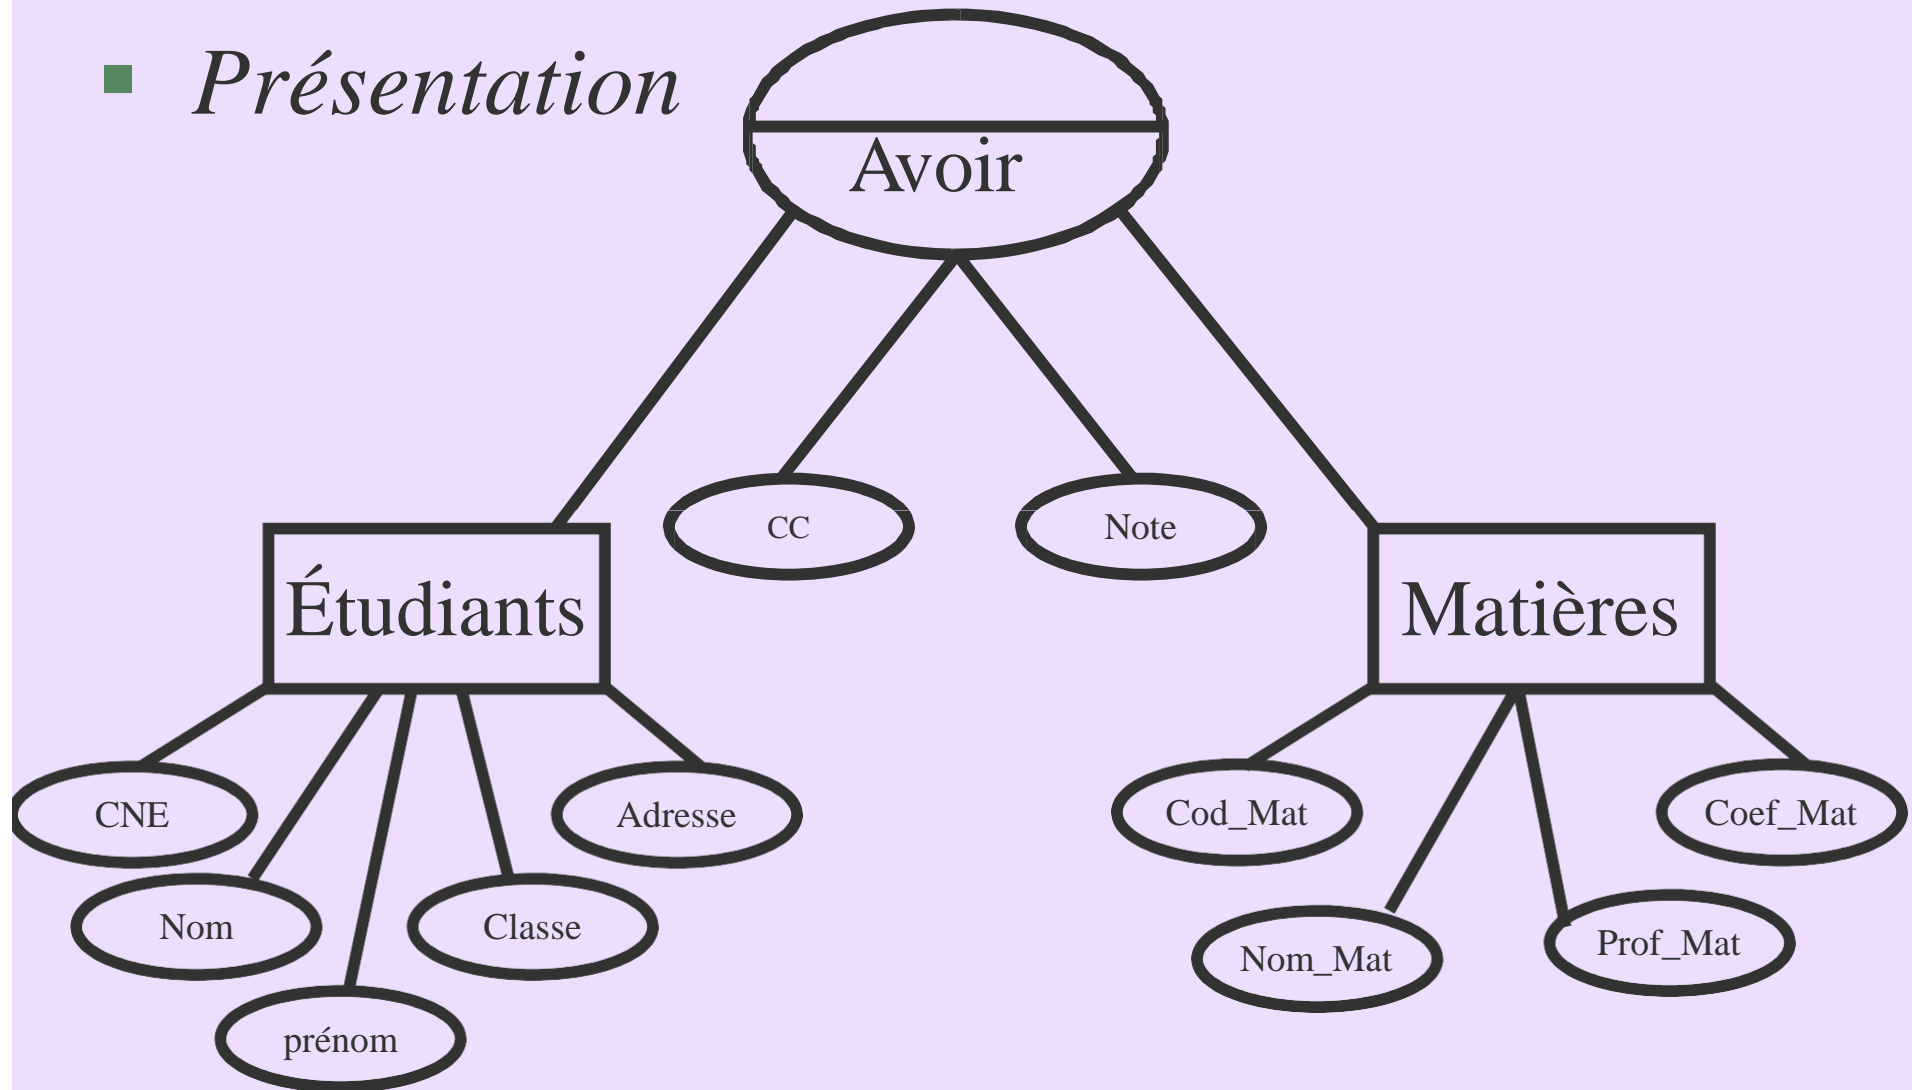 Présentation
Avoir
CC
Note
Étudiants
Matières
CNE
Adresse
Cod_Mat
Coef_Mat
Nom
Classe
Nom_Mat
Prof_Mat
prénom